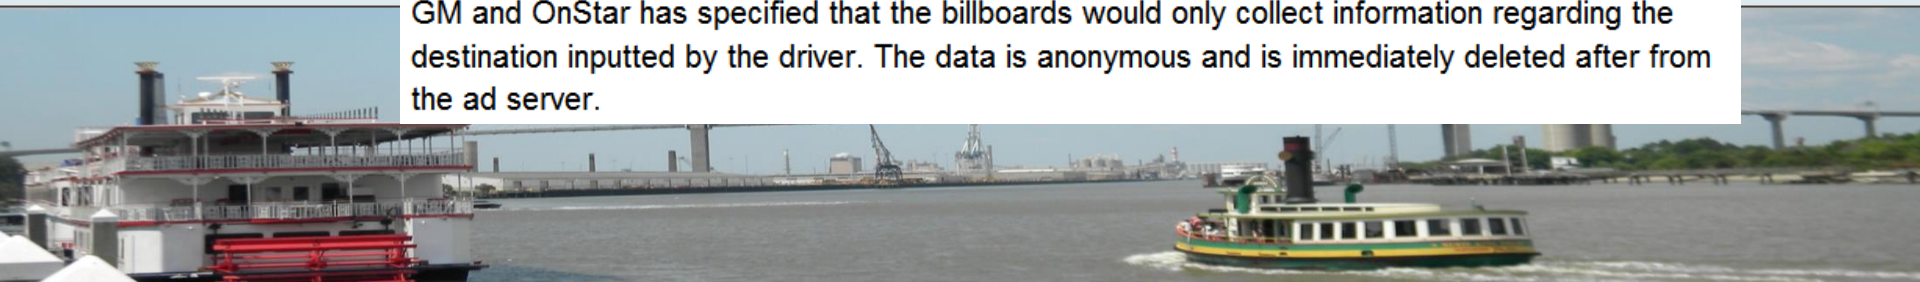 GM and OnStar has specified that the billboards would only collect information regarding the
destination inputted by the driver. The data is anonymous and is immediately deleted after from
the ad server.